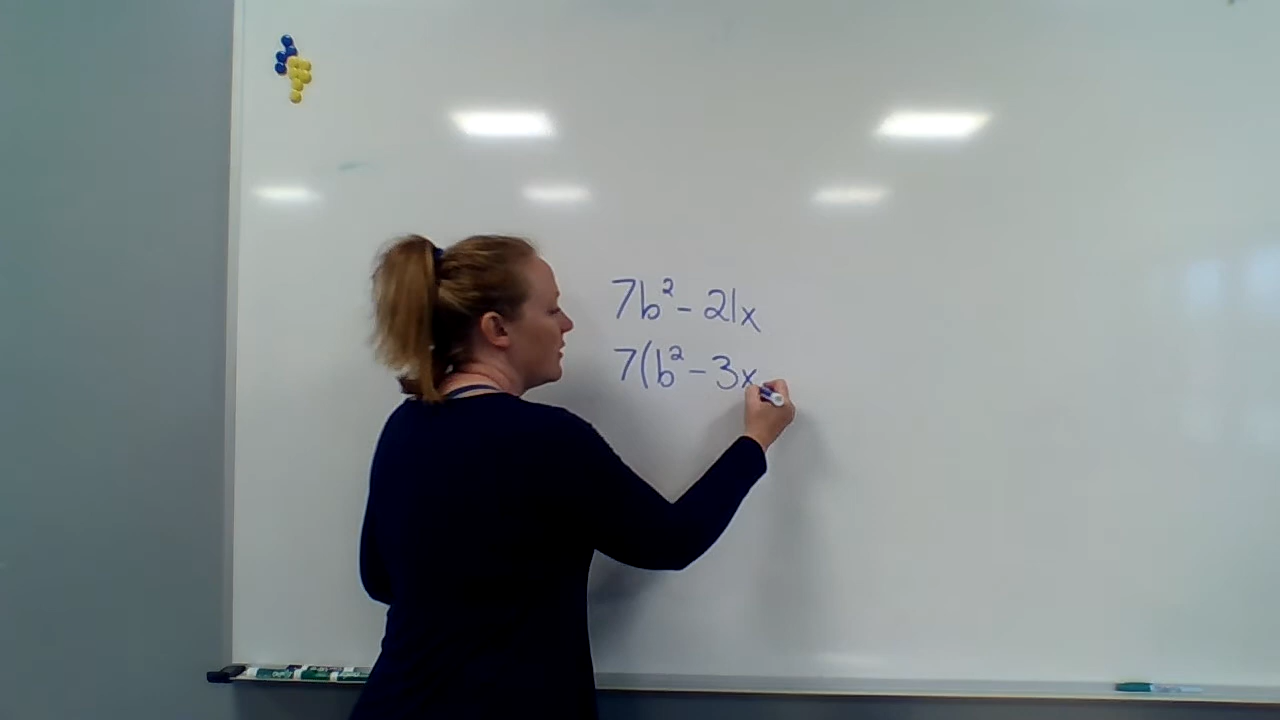 7b² - 21x
7(b² - 3x